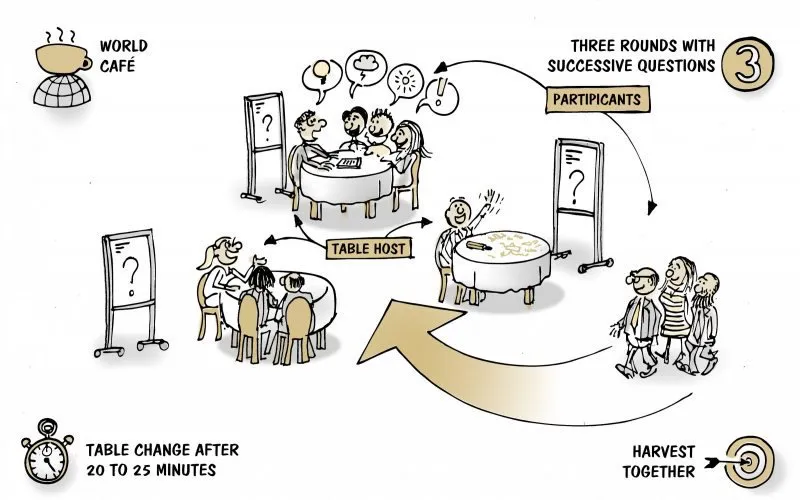 WORLD
CAFÉ
THREE ROUNDS WITH
SUCCESSIVE QUESTIONS
3
PARTIPICANTS
?
!
?
TABLE HOST
?
TABLE CHANGE AFTER
20 TO 25 MINUTES
HARVEST
TOGETHER